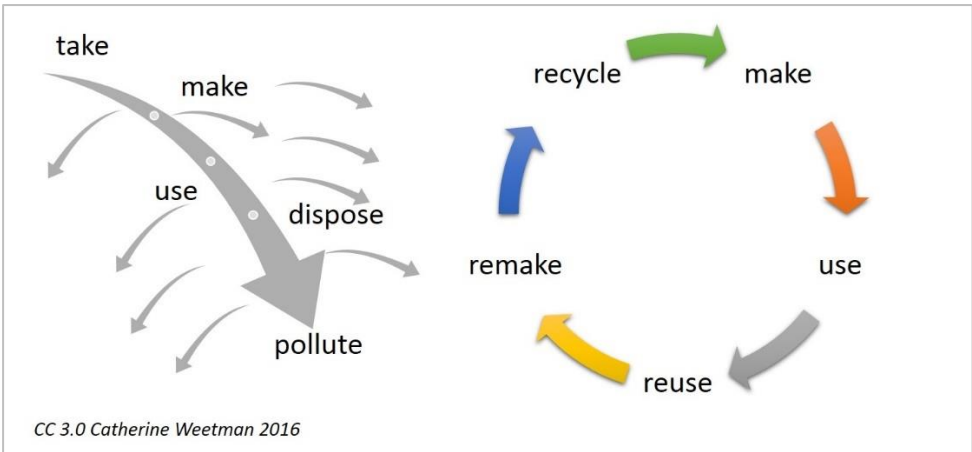 take
make
use
dispose
pollute
recycle
make
use
reuse
remake
CC 3.0 Catherine Weetman 2016